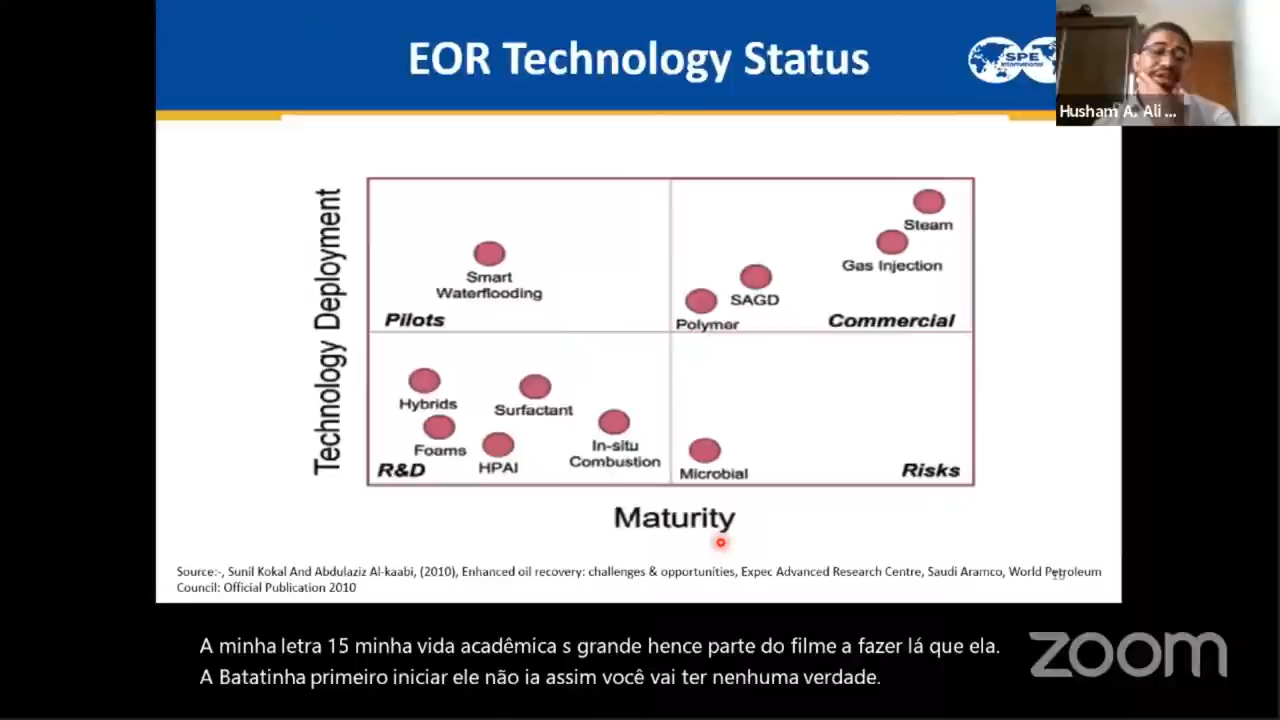 EOR Technology Status
SPE
International
Husham A. Ali ...
Technology Deployment
Steam
Gas Injection
Smart
Waterflooding
SAGD
Polymer
Pilots
Commercial
Hybrids
Surfactant
Foams
In-situ
Combustion
HPAI
Microbial
R&D
Risks
Maturity
Source:-, Sunil Kokal And Abdulaziz Al-kaabi, (2010), Enhanced oil recovery: challenges & opportunities, Expec Advanced Research Centre, Saudi Aramco, World Petroleum
Council: Official Publication 2010
A minha letra 15 minha vida acadêmica s grande hence parte do filme a fazer lá que ela.
A Batatinha primeiro iniciar ele não ia assim você vai ter nenhuma verdade.
zoom